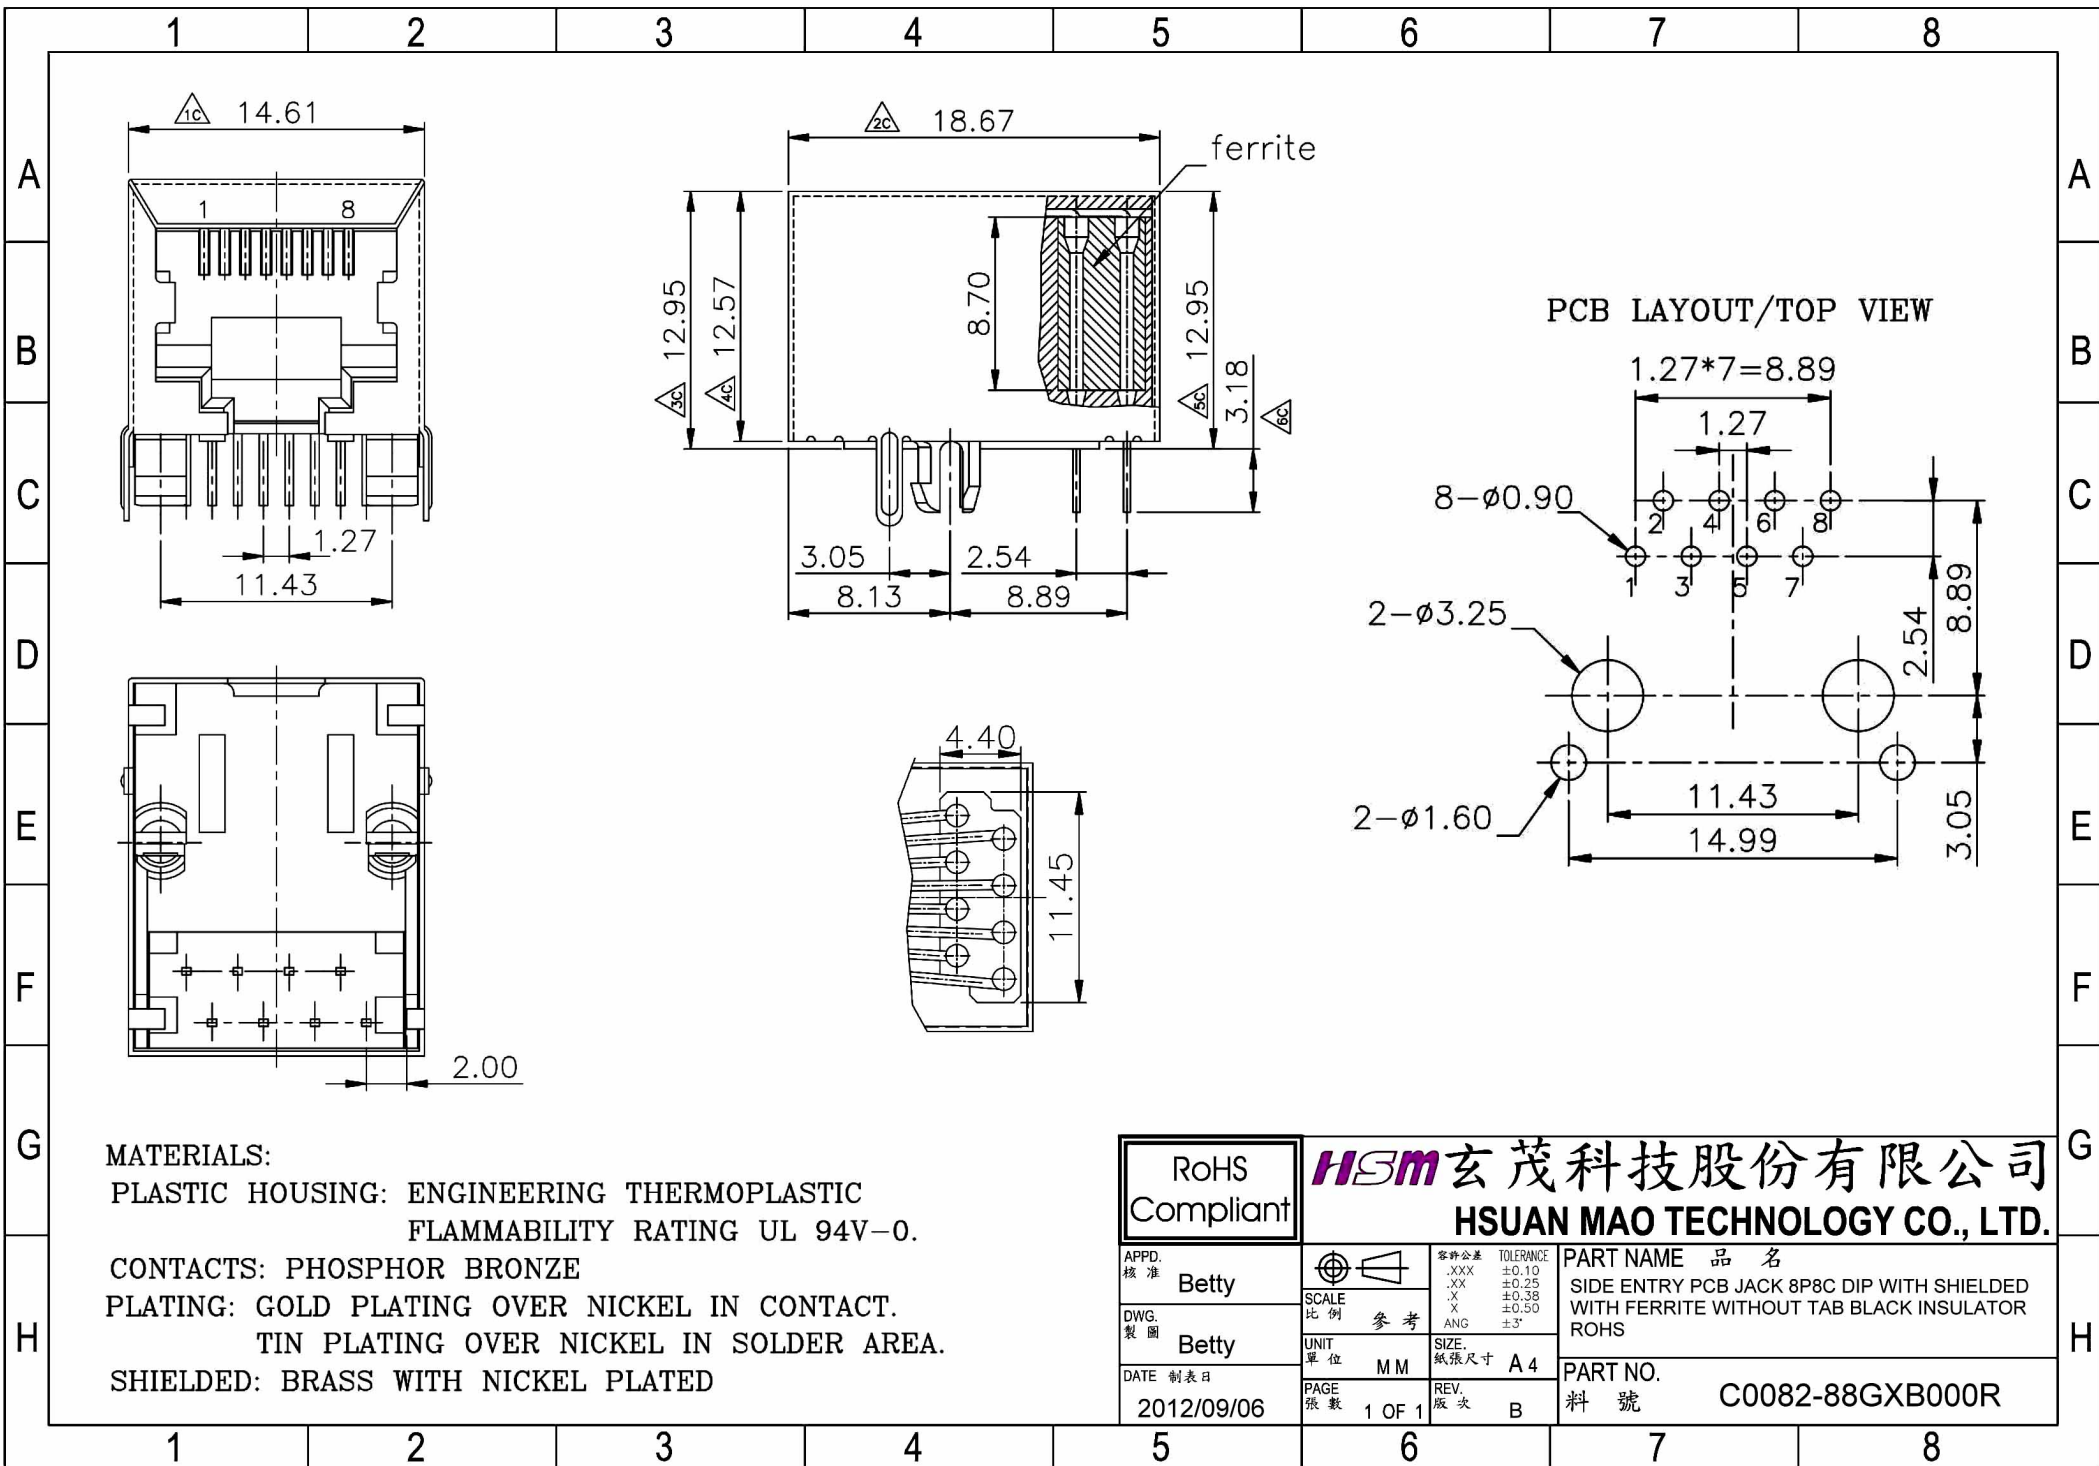 1 2 3 4 5 6 7 8
A A
B B
C C
D D
E E
F F
G G
H H
1C 14.61
1 8
1.27
11.43
2C 18.67
ferrite
3C 12.95
4C 12.57
8.70
5C 12.95
3.18 6C
3.05 2.54
8.13 8.89
PCB LAYOUT/TOP VIEW
1.27*7=8.89
1.27
8-ø0.90
2 4 6 8
1 3 5 7
2-ø3.25
2.54
8.89
2-ø1.60
11.43
14.99
3.05
2.00
4.40
11.45
MATERIALS:
PLASTIC HOUSING: ENGINEERING THERMOPLASTIC
FLAMMABILITY RATING UL 94V-0.
CONTACTS: PHOSPHOR BRONZE
PLATING: GOLD PLATING OVER NICKEL IN CONTACT.
TIN PLATING OVER NICKEL IN SOLDER AREA.
SHIELDED: BRASS WITH NICKEL PLATED
RoHS
Compliant
HSM 玄茂科技股份有限公司
HSUAN MAO TECHNOLOGY CO., LTD.
APPD.
核准 Betty
DWG.
製圖 Betty
DATE 制表日
2012/09/06
SCALE
比例 參考
UNIT
單位 MM
PAGE
張數 1 OF 1
容許公差 TOLERANCE
.XXX ±0.10
.XX ±0.25
.X ±0.38
X ±0.50
ANG ±3°
SIZE.
紙張尺寸 A4
REV.
版次 B
PART NAME 品名
SIDE ENTRY PCB JACK 8P8C DIP WITH SHIELDED
WITH FERRITE WITHOUT TAB BLACK INSULATOR
ROHS
PART NO.
料號 C0082-88GXB000R
1 2 3 4 5 6 7 8